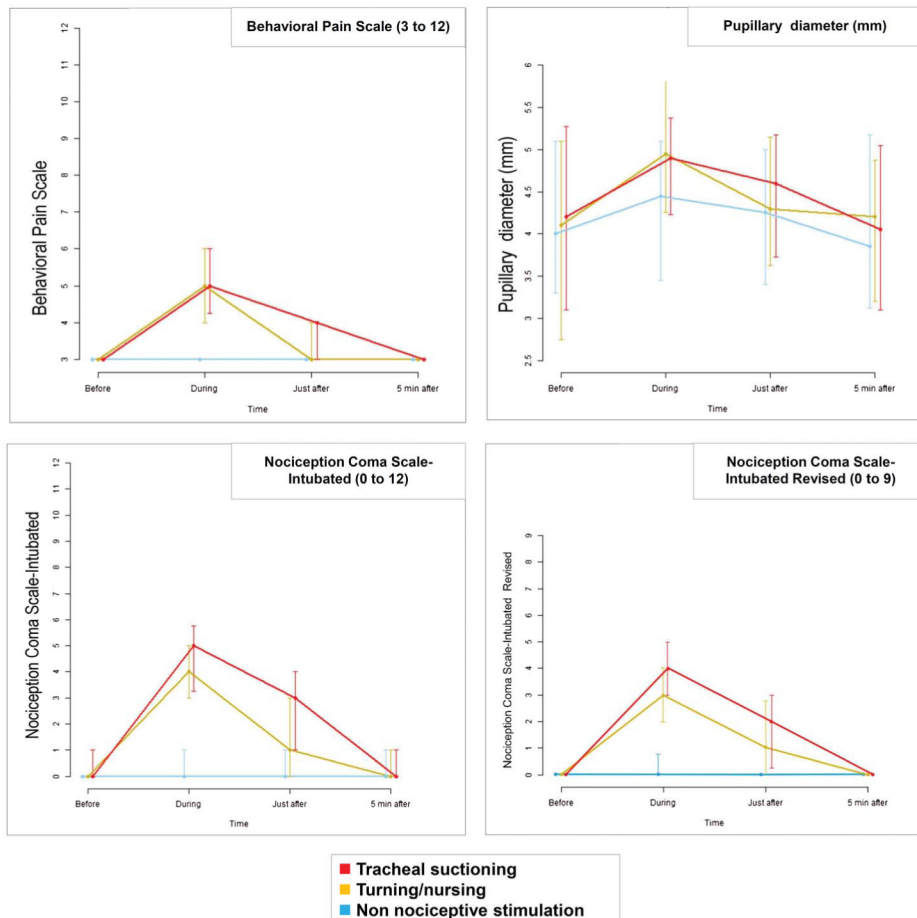 Behavioral Pain Scale (3 to 12)
Behavioral Pain Scale
12
11
10
9
8
7
6
5
4
3
Before During Just after 5 min after
Time
Pupillary diameter (mm)
Pupillary diameter (mm)
6
5.5
5
4.5
4
3.5
3
2.5
Before During Just after 5 min after
Time
Nociception Coma Scale-
Intubated (0 to 12)
Nociception Coma Scale-Intubated
12
11
10
9
8
7
6
5
4
3
2
1
0
Before During Just after 5 min after
Time
Nociception Coma Scale-
Intubated Revised (0 to 9)
Nociception Coma Scale-Intubated Revised
9
8
7
6
5
4
3
2
1
0
Before During Just after 5 min after
Time
Tracheal suctioning
Turning/nursing
Non nociceptive stimulation